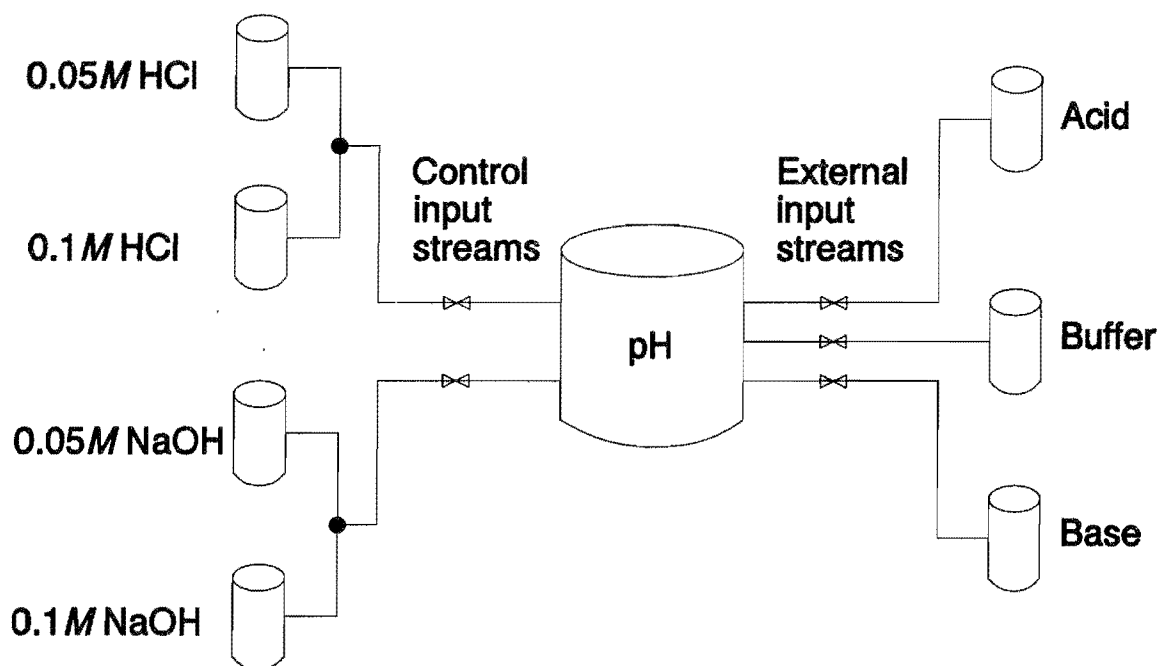 0.05M HCl
0.1M HCl
0.05M NaOH
0.1M NaOH
Control
input
streams
pH
External
input
streams
Acid
Buffer
Base